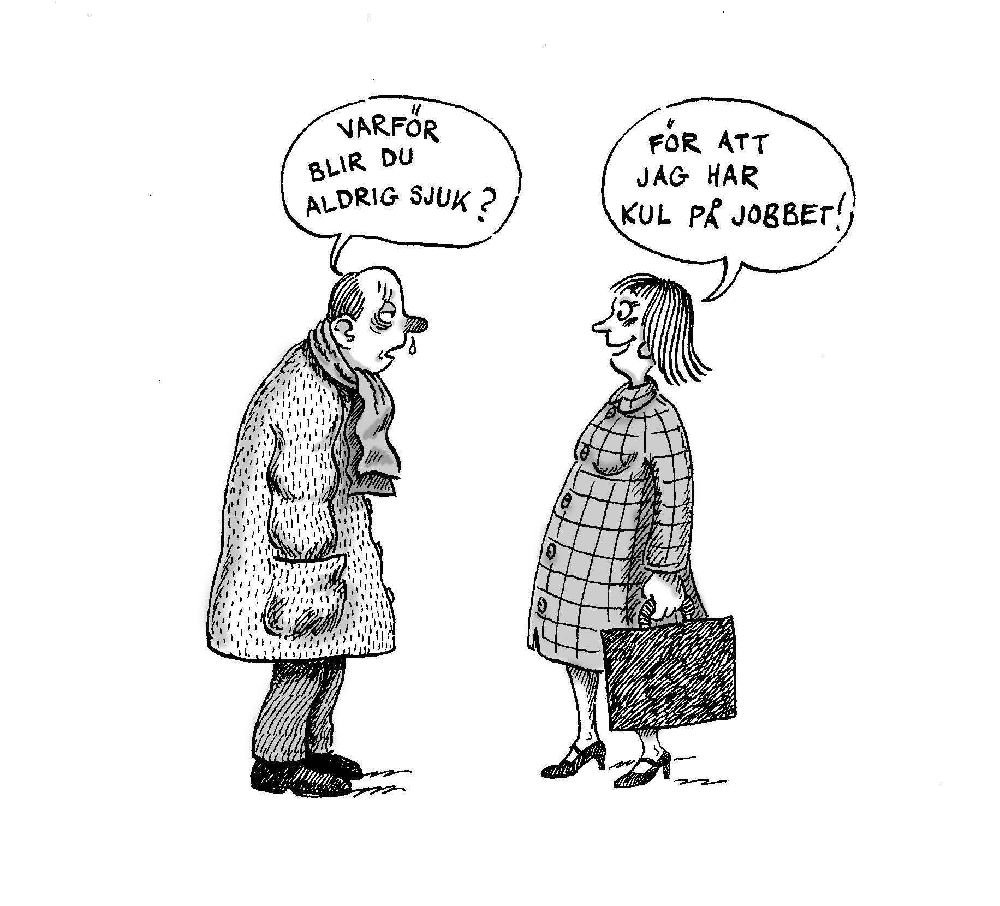 VARFÖR
BLIR DU
ALDRIG SJUK?
FÖR ATT
JAG HAR
KUL PÅ JOBBET!